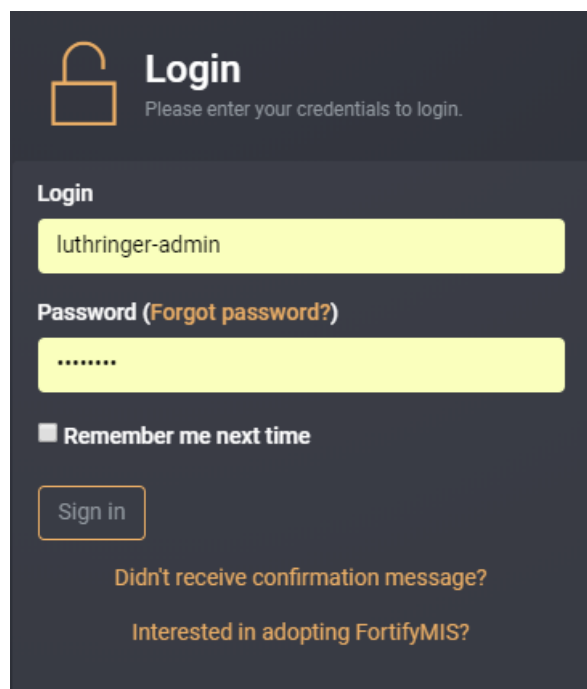 Login
Please enter your credentials to login.
Login
luthringer-admin
Password (Forgot password?)
••••••••
Remember me next time
Sign in
Didn't receive confirmation message?
Interested in adopting FortifyMIS?